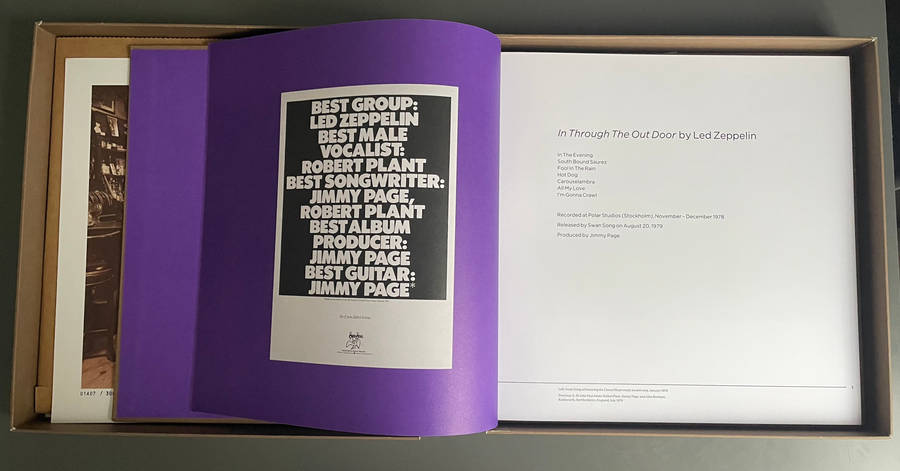 BEST GROUP:
LED ZEPPELIN
BEST MALE
VOCALIST:
ROBERT PLANT
BEST SONGWRITER:
JIMMY PAGE,
ROBERT PLANT
BEST ALBUM
PRODUCER:
JIMMY PAGE
BEST GUITAR:
JIMMY PAGE*
01407 /
In Through The Out Door by Led Zeppelin
In The Evening
South Bound Saurez
Fool In The Rain
Hot Dog
Carouselambra
All My Love
I'm Gonna Crawl
Recorded at Polar Studios (Stockholm), November – December 1978
Released by Swan Song on August 20, 1979
Produced by Jimmy Page